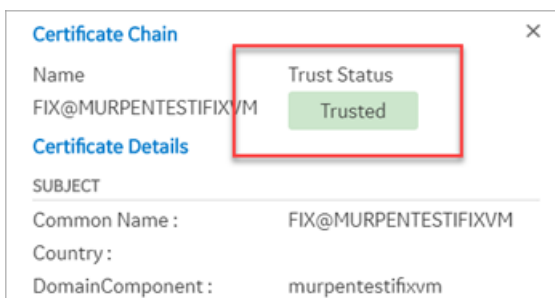 Certificate Chain
Name Trust Status
FIX@MURPENTESTIFIXVM Trusted
Certificate Details
SUBJECT
Common Name : FIX@MURPENTESTIFIXVM
Country :
DomainComponent : murpentestifixvm